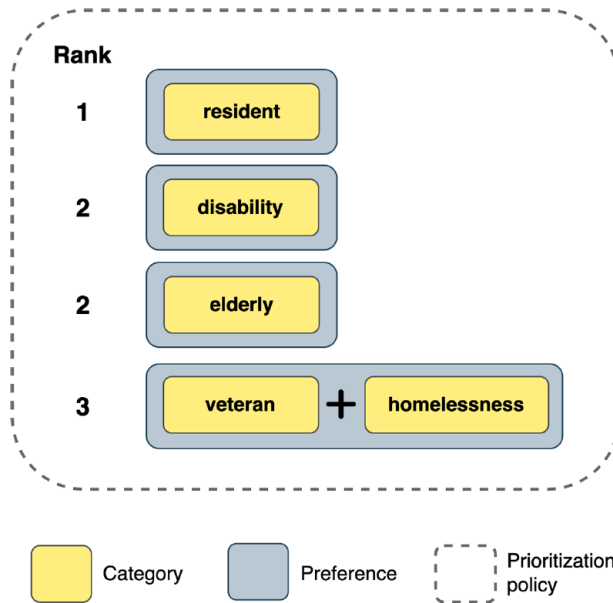 Rank
1 resident
2 disability
2 elderly
3 veteran + homelessness
Category Preference Prioritization
policy